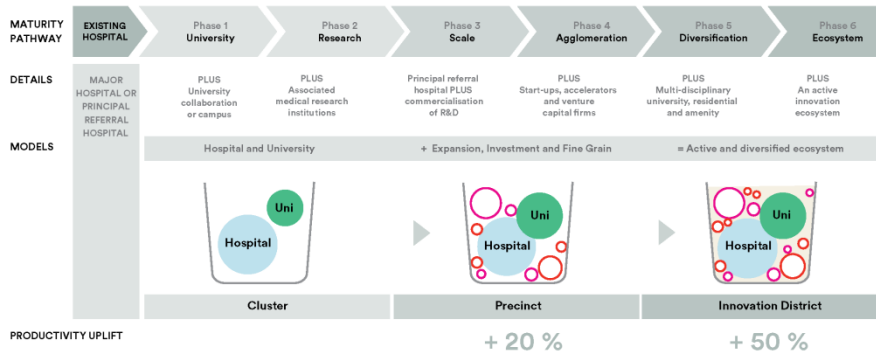 MATURITY
PATHWAY
EXISTING
HOSPITAL
Phase 1
University
Phase 2
Research
Phase 3
Scale
Phase 4
Agglomeration
Phase 5
Diversification
Phase 6
Ecosystem
DETAILS
MAJOR
HOSPITAL OR
PRINCIPAL
REFERRAL
HOSPITAL
PLUS
University
collaboration
or campus
PLUS
Associated
medical research
institutions
Principal referral
hospital PLUS
commercialisation
of R&D
PLUS
Start-ups, accelerators
and venture
capital firms
PLUS
Multi-disciplinary
university, residential
and amenity
PLUS
An active
innovation
ecosystem
MODELS
Hospital and University
+ Expansion, Investment and Fine Grain
= Active and diversified ecosystem
Uni
Hospital
Uni
Hospital
Uni
Hospital
Cluster
Precinct
Innovation District
PRODUCTIVITY UPLIFT
+ 20 %
+ 50 %